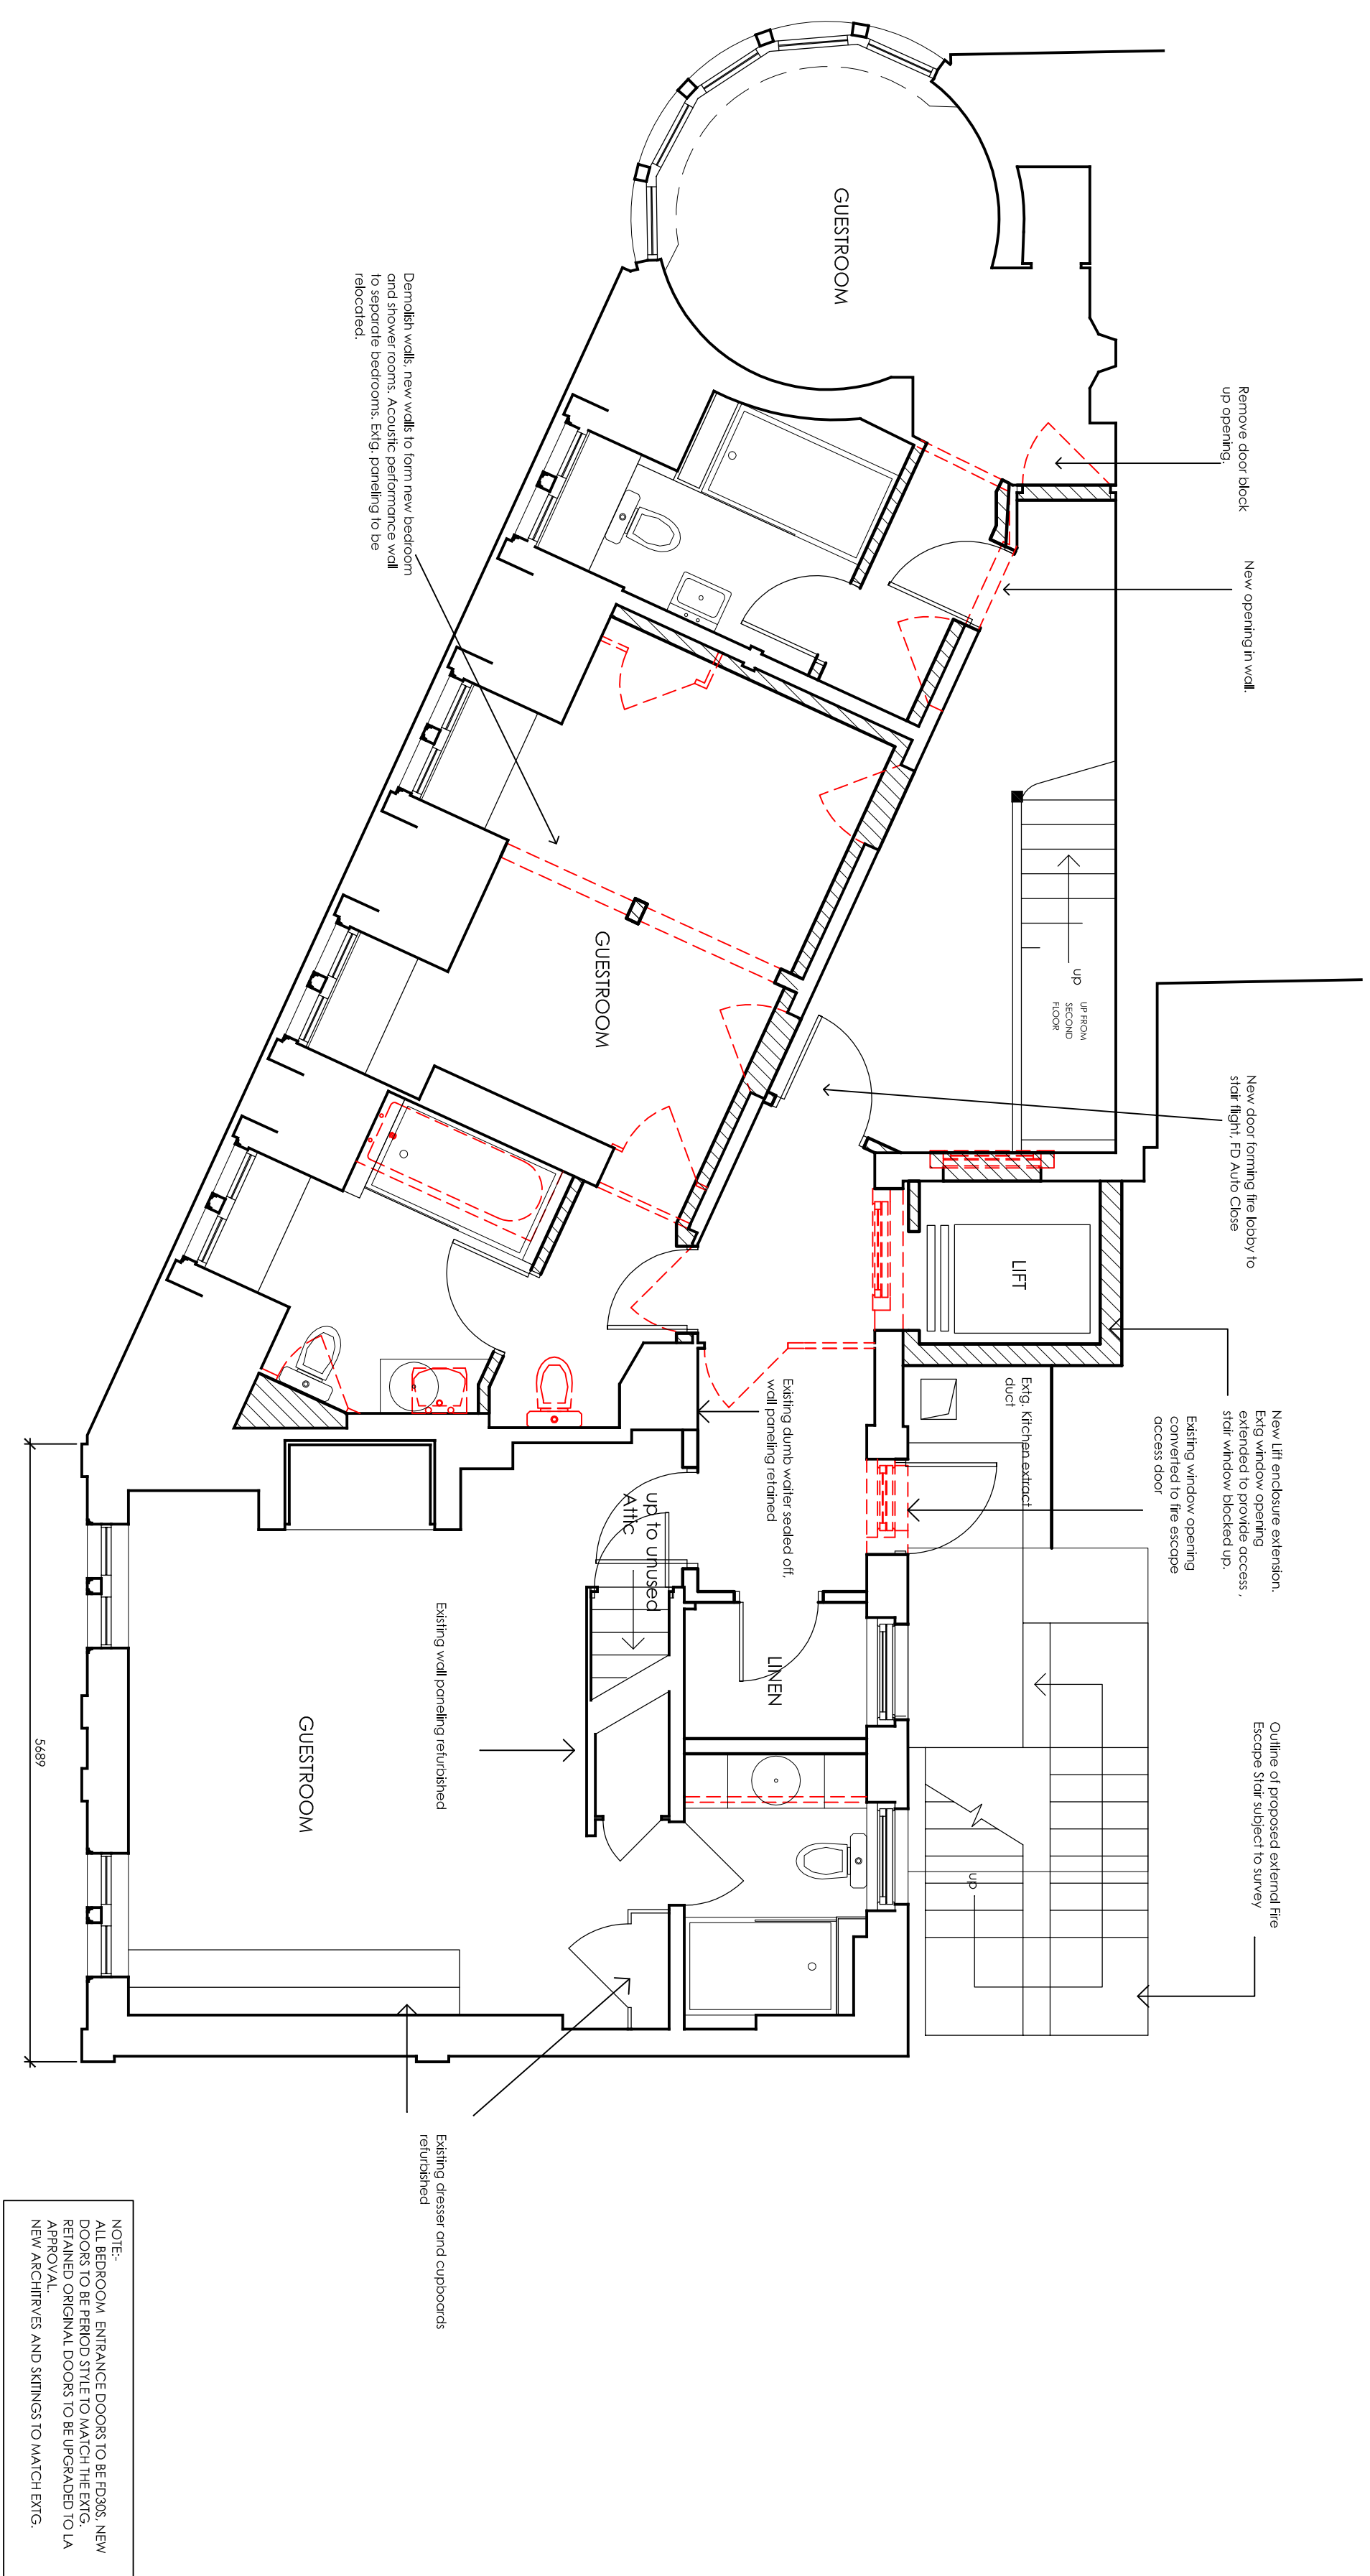 GUESTROOM
Remove door block
up opening.
New opening in wall.
Demolish walls, new walls to form new bedroom
and shower rooms. Acoustic performance wall
to separate bedrooms. Extg. paneling to be
relocated.
up
UP FROM
SECOND
FLOOR
GUESTROOM
New door forming fire lobby to
stair flight, FD Auto Close
LIFT
New Lift enclosure extension.
Extg window opening
extended to provide access ,
stair window blocked up.
Extg. Kitchen extract
duct
Existing window opening
converted to fire escape
access door
Existing dumb waiter sealed off,
wall paneling retained
up to unused
Attic
LINEN
Existing wall paneling refurbished
GUESTROOM
Outline of proposed external Fire
Escape Stair subject to survey
up
5689
Existing dresser and cupboards
refurbished
NOTE:-
ALL BEDROOM ENTRANCE DOORS TO BE FD30S, NEW
DOORS TO BE PERIOD STYLE TO MATCH THE EXTG.
RETAINED ORIGINAL DOORS TO BE UPGRADED TO LA
APPROVAL.
NEW ARCHITRVES AND SKITINGS TO MATCH EXTG.